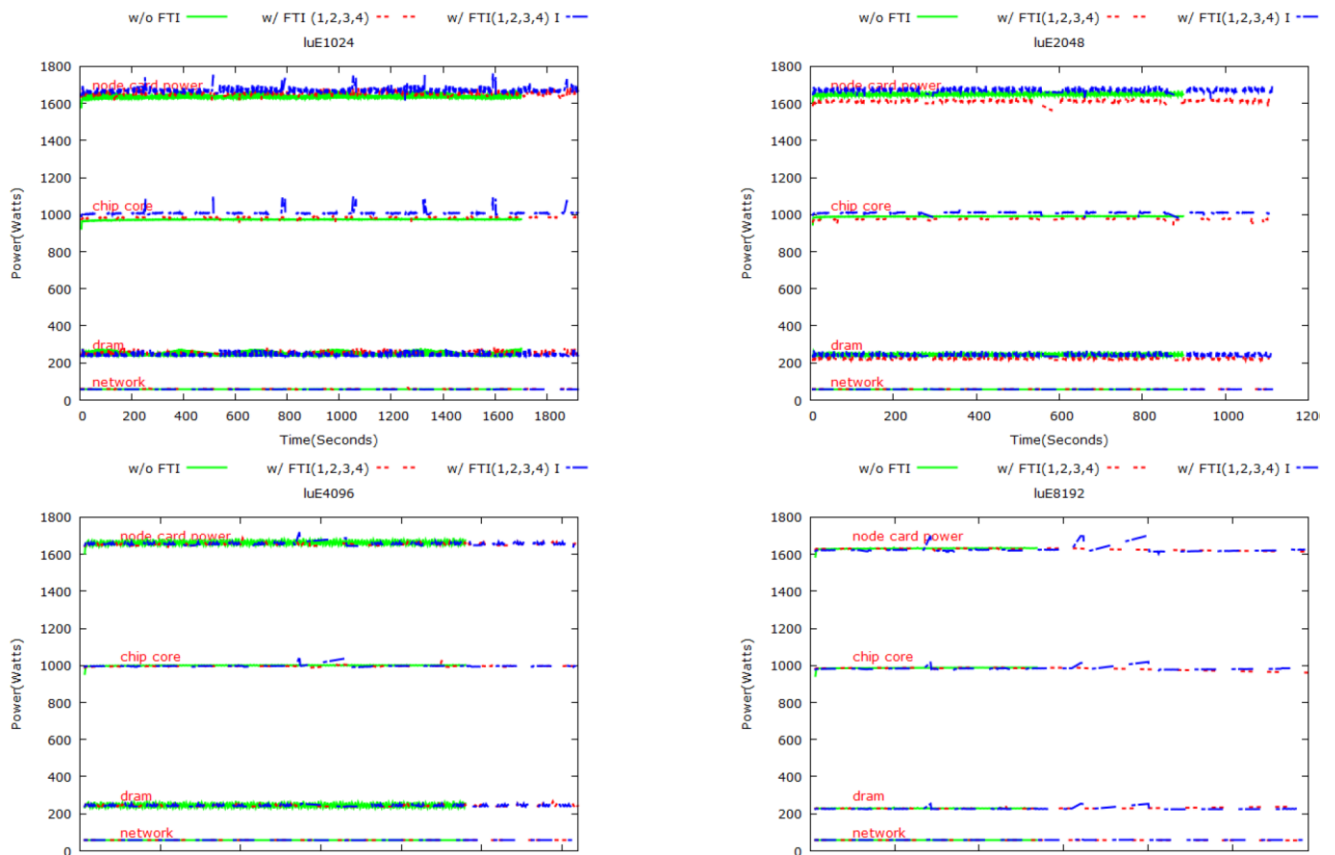 w/o FTI w/ FTI (1,2,3,4) w/ FTI(1,2,3,4) I
luE1024
1800
1600
1400
1200
1000
800
600
400
200
0
Power(Watts)
node card power
chip core
dram
network
0 200 400 600 800 1000 1200 1400 1600 1800
Time(Seconds)
w/o FTI w/ FTI(1,2,3,4) w/ FTI(1,2,3,4) I
luE2048
1800
1600
1400
1200
1000
800
600
400
200
0
Power(Watts)
node card power
chip core
dram
network
0 200 400 600 800 1000 120
Time(Seconds)
w/o FTI w/ FTI(1,2,3,4) w/ FTI(1,2,3,4) I
luE4096
1800
1600
1400
1200
1000
800
600
400
200
0
Power(Watts)
node card power
chip core
dram
network
w/o FTI w/ FTI(1,2,3,4) w/ FTI(1,2,3,4) I
luE8192
1800
1600
1400
1200
1000
800
600
400
200
0
Power(Watts)
node card power
chip core
dram
network